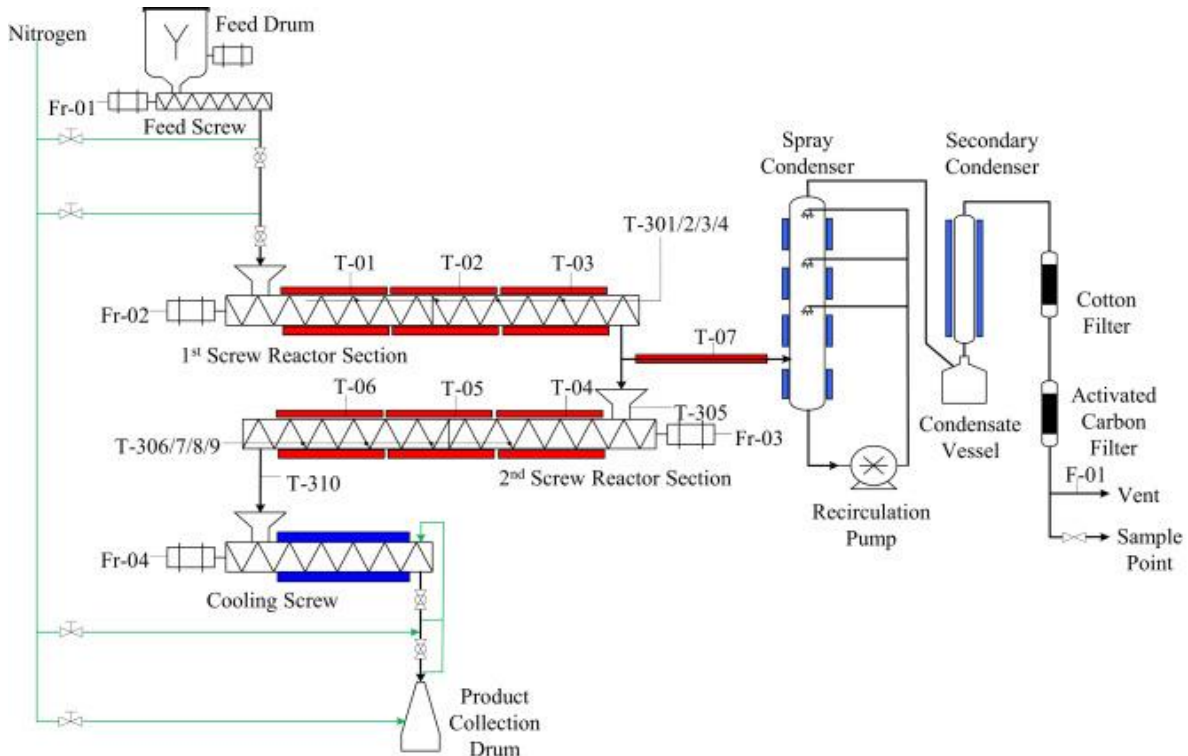 Nitrogen
Feed Drum
Fr-01
Feed Screw
Spray
Condenser
Secondary
Condenser
T-301/2/3/4
T-01
T-02
T-03
Fr-02
1st Screw Reactor Section
T-07
Cotton
Filter
T-06
T-05
T-04
T-305
T-306/7/8/9
Fr-03
2nd Screw Reactor Section
T-310
Condensate
Vessel
Activated
Carbon
Filter
F-01
Vent
Recirculation
Pump
Sample
Point
Fr-04
Cooling Screw
Product
Collection
Drum